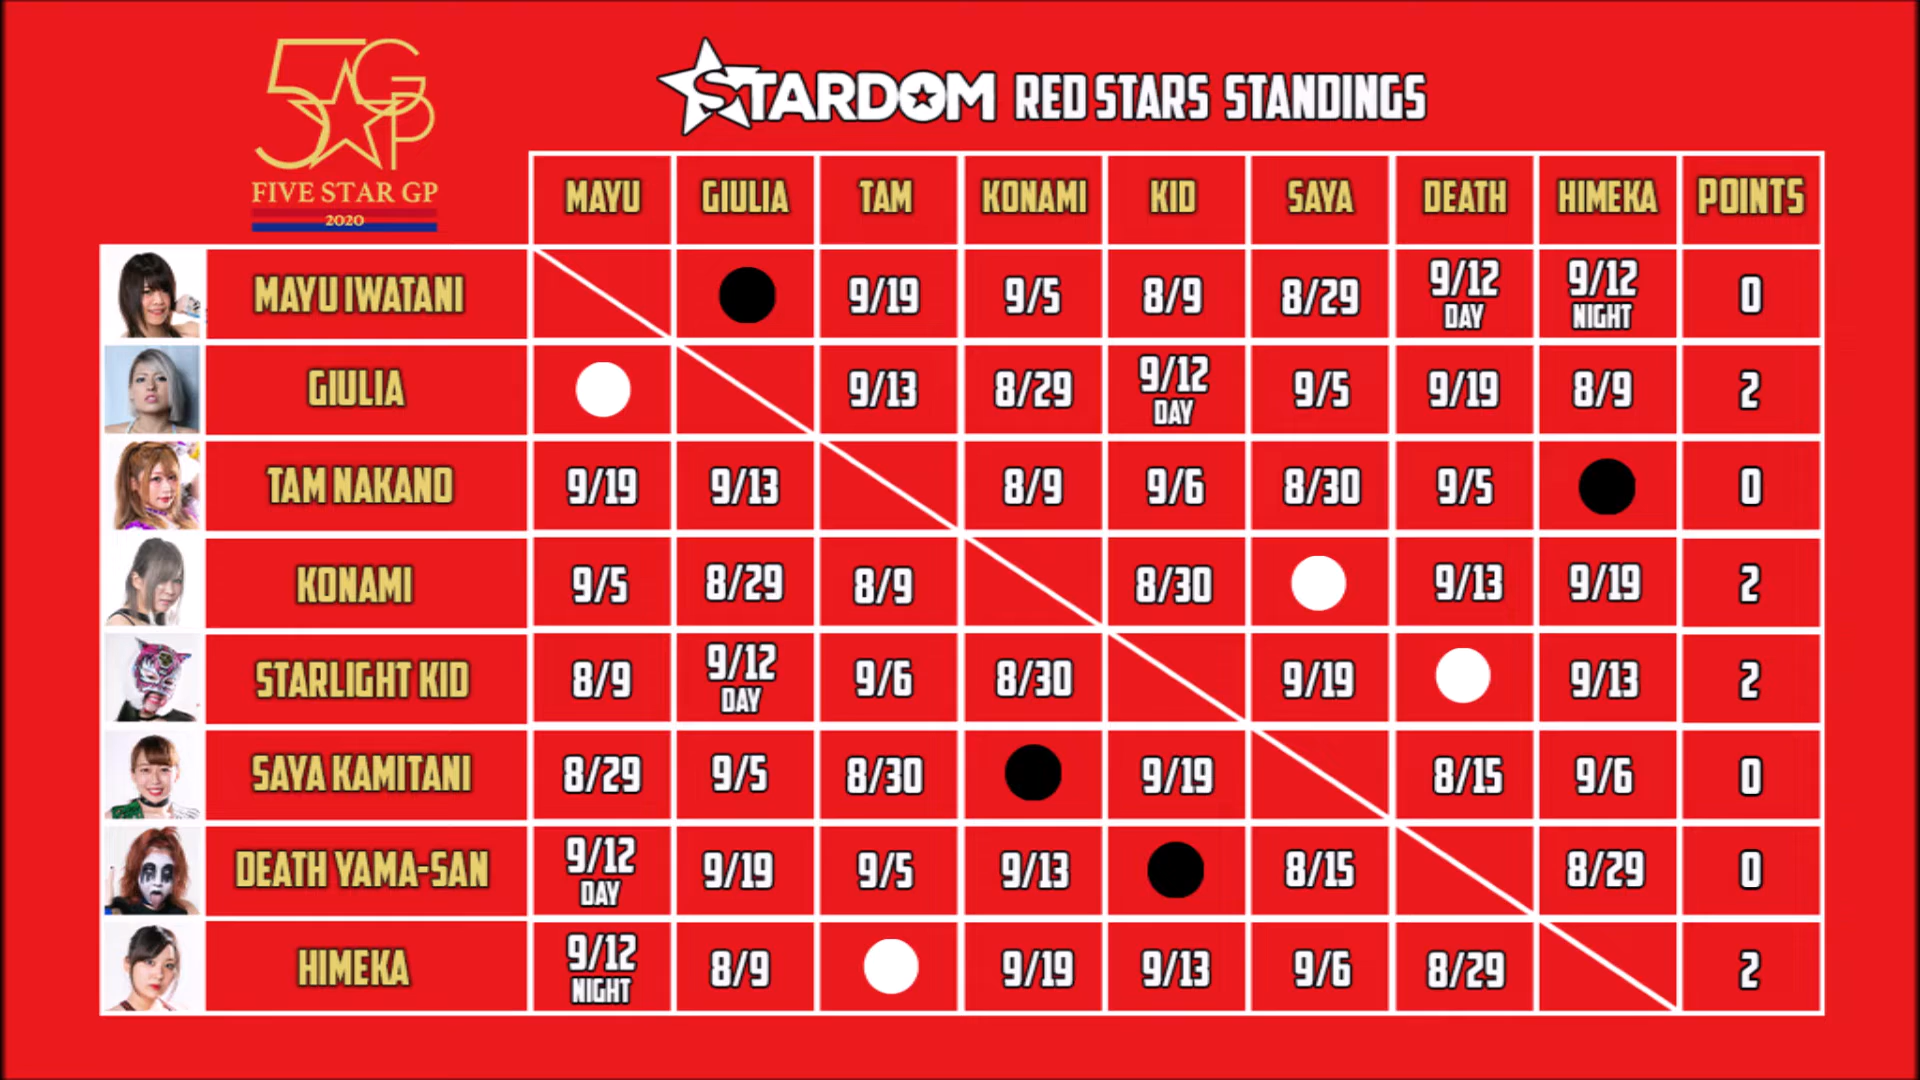 5 G P
FIVE STAR GP
2020
STARDOM RED STARS STANDINGS
MAYU GIULIA TAM KONAMI KID SAYA DEATH HIMEKA POINTS
MAYU IWATANI 9/19 9/5 8/9 8/29 9/12 DAY 9/12 NIGHT 0
GIULIA 9/13 8/29 9/12 DAY 9/5 9/19 8/9 2
TAM NAKANO 9/19 9/13 8/9 9/6 8/30 9/5 0
KONAMI 9/5 8/29 8/9 8/30 9/13 9/19 2
STARLIGHT KID 8/9 9/12 DAY 9/6 8/30 9/19 9/13 2
SAYA KAMITANI 8/29 9/5 8/30 9/19 8/15 9/6 0
DEATH YAMA-SAN 9/12 DAY 9/19 9/5 9/13 8/15 8/29 0
HIMEKA 9/12 NIGHT 8/9 9/19 9/13 9/6 8/29 2